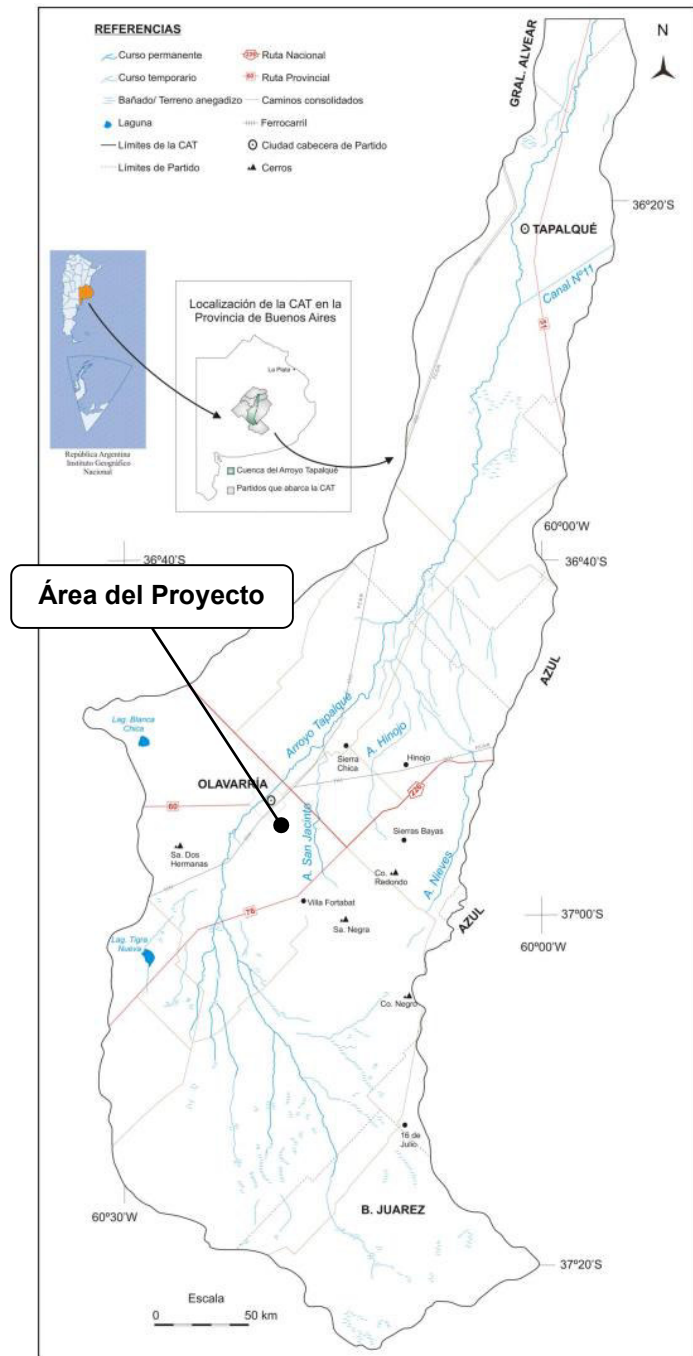 REFERENCIAS
Curso permanente
Curso temporario
Bañado/ Terreno anegadizo
Laguna
Límites de la CAT
Límites de Partido
226 Ruta Nacional
60 Ruta Provincial
Caminos consolidados
Ferrocarril
Ciudad cabecera de Partido
Cerros
N
GRAL. ALVEAR
36º20'S
TAPALQUÉ
Canal Nº11
51
Localización de la CAT en la
Provincia de Buenos Aires
La Plata
Cuenca del Arroyo Tapalqué
Partidos que abarca la CAT
República Argentina
Instituto Geográfico
Nacional
60º00'W
36º40'S
36º40'S
Área del Proyecto
AZUL
Lag. Blanca
Chica
Arroyo Tapalqué
A. Hinojo
Sierra
Chica
Hinojo
OLAVARRÍA
226
60
A. San Jacinto
Sierras Bayas
Sa. Dos
Hermanas
Co.
Redondo
A. Nieves
Villa Fortabat
76
Sa. Negra
AZUL
37º00'S
60º00'W
Lag. Tigra
Nueva
Co. Negro
16 de
Julio
60º30'W
B. JUAREZ
37º20'S
Escala
0 50 km